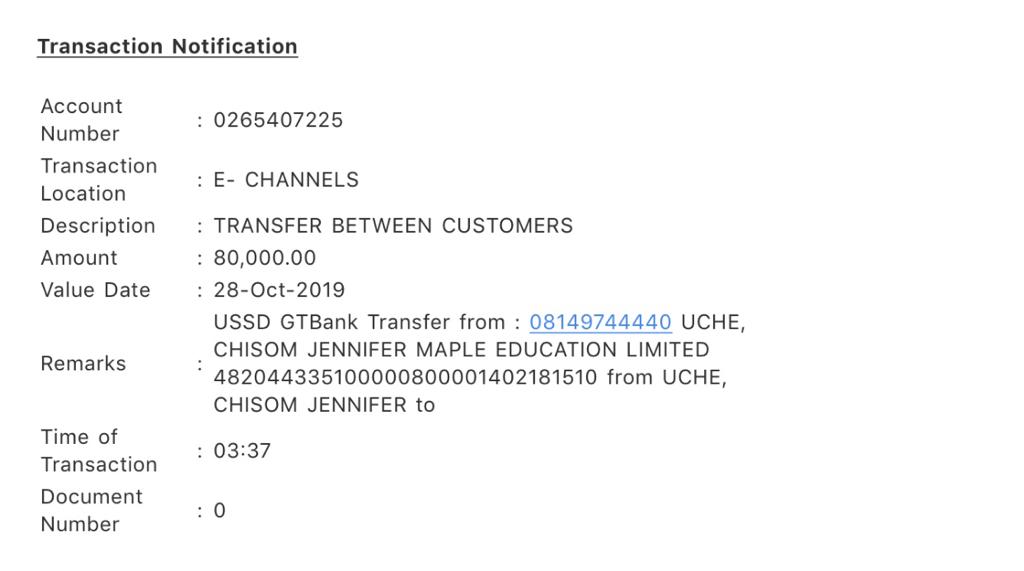 Transaction Notification
Account
Number : 0265407225
Transaction
Location : E- CHANNELS
Description : TRANSFER BETWEEN CUSTOMERS
Amount : 80,000.00
Value Date : 28-Oct-2019
Remarks : USSD GTBank Transfer from : 08149744440 UCHE,
CHISOM JENNIFER MAPLE EDUCATION LIMITED
4820443351000000800001402181510 from UCHE,
CHISOM JENNIFER to
Time of
Transaction : 03:37
Document
Number : 0